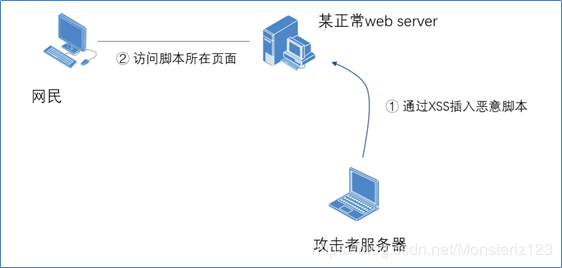 某正常web server
② 访问脚本所在页面
网民
① 通过XSS插入恶意脚本
攻击者服务器
https://blog.csdn.net/Monsterlz123